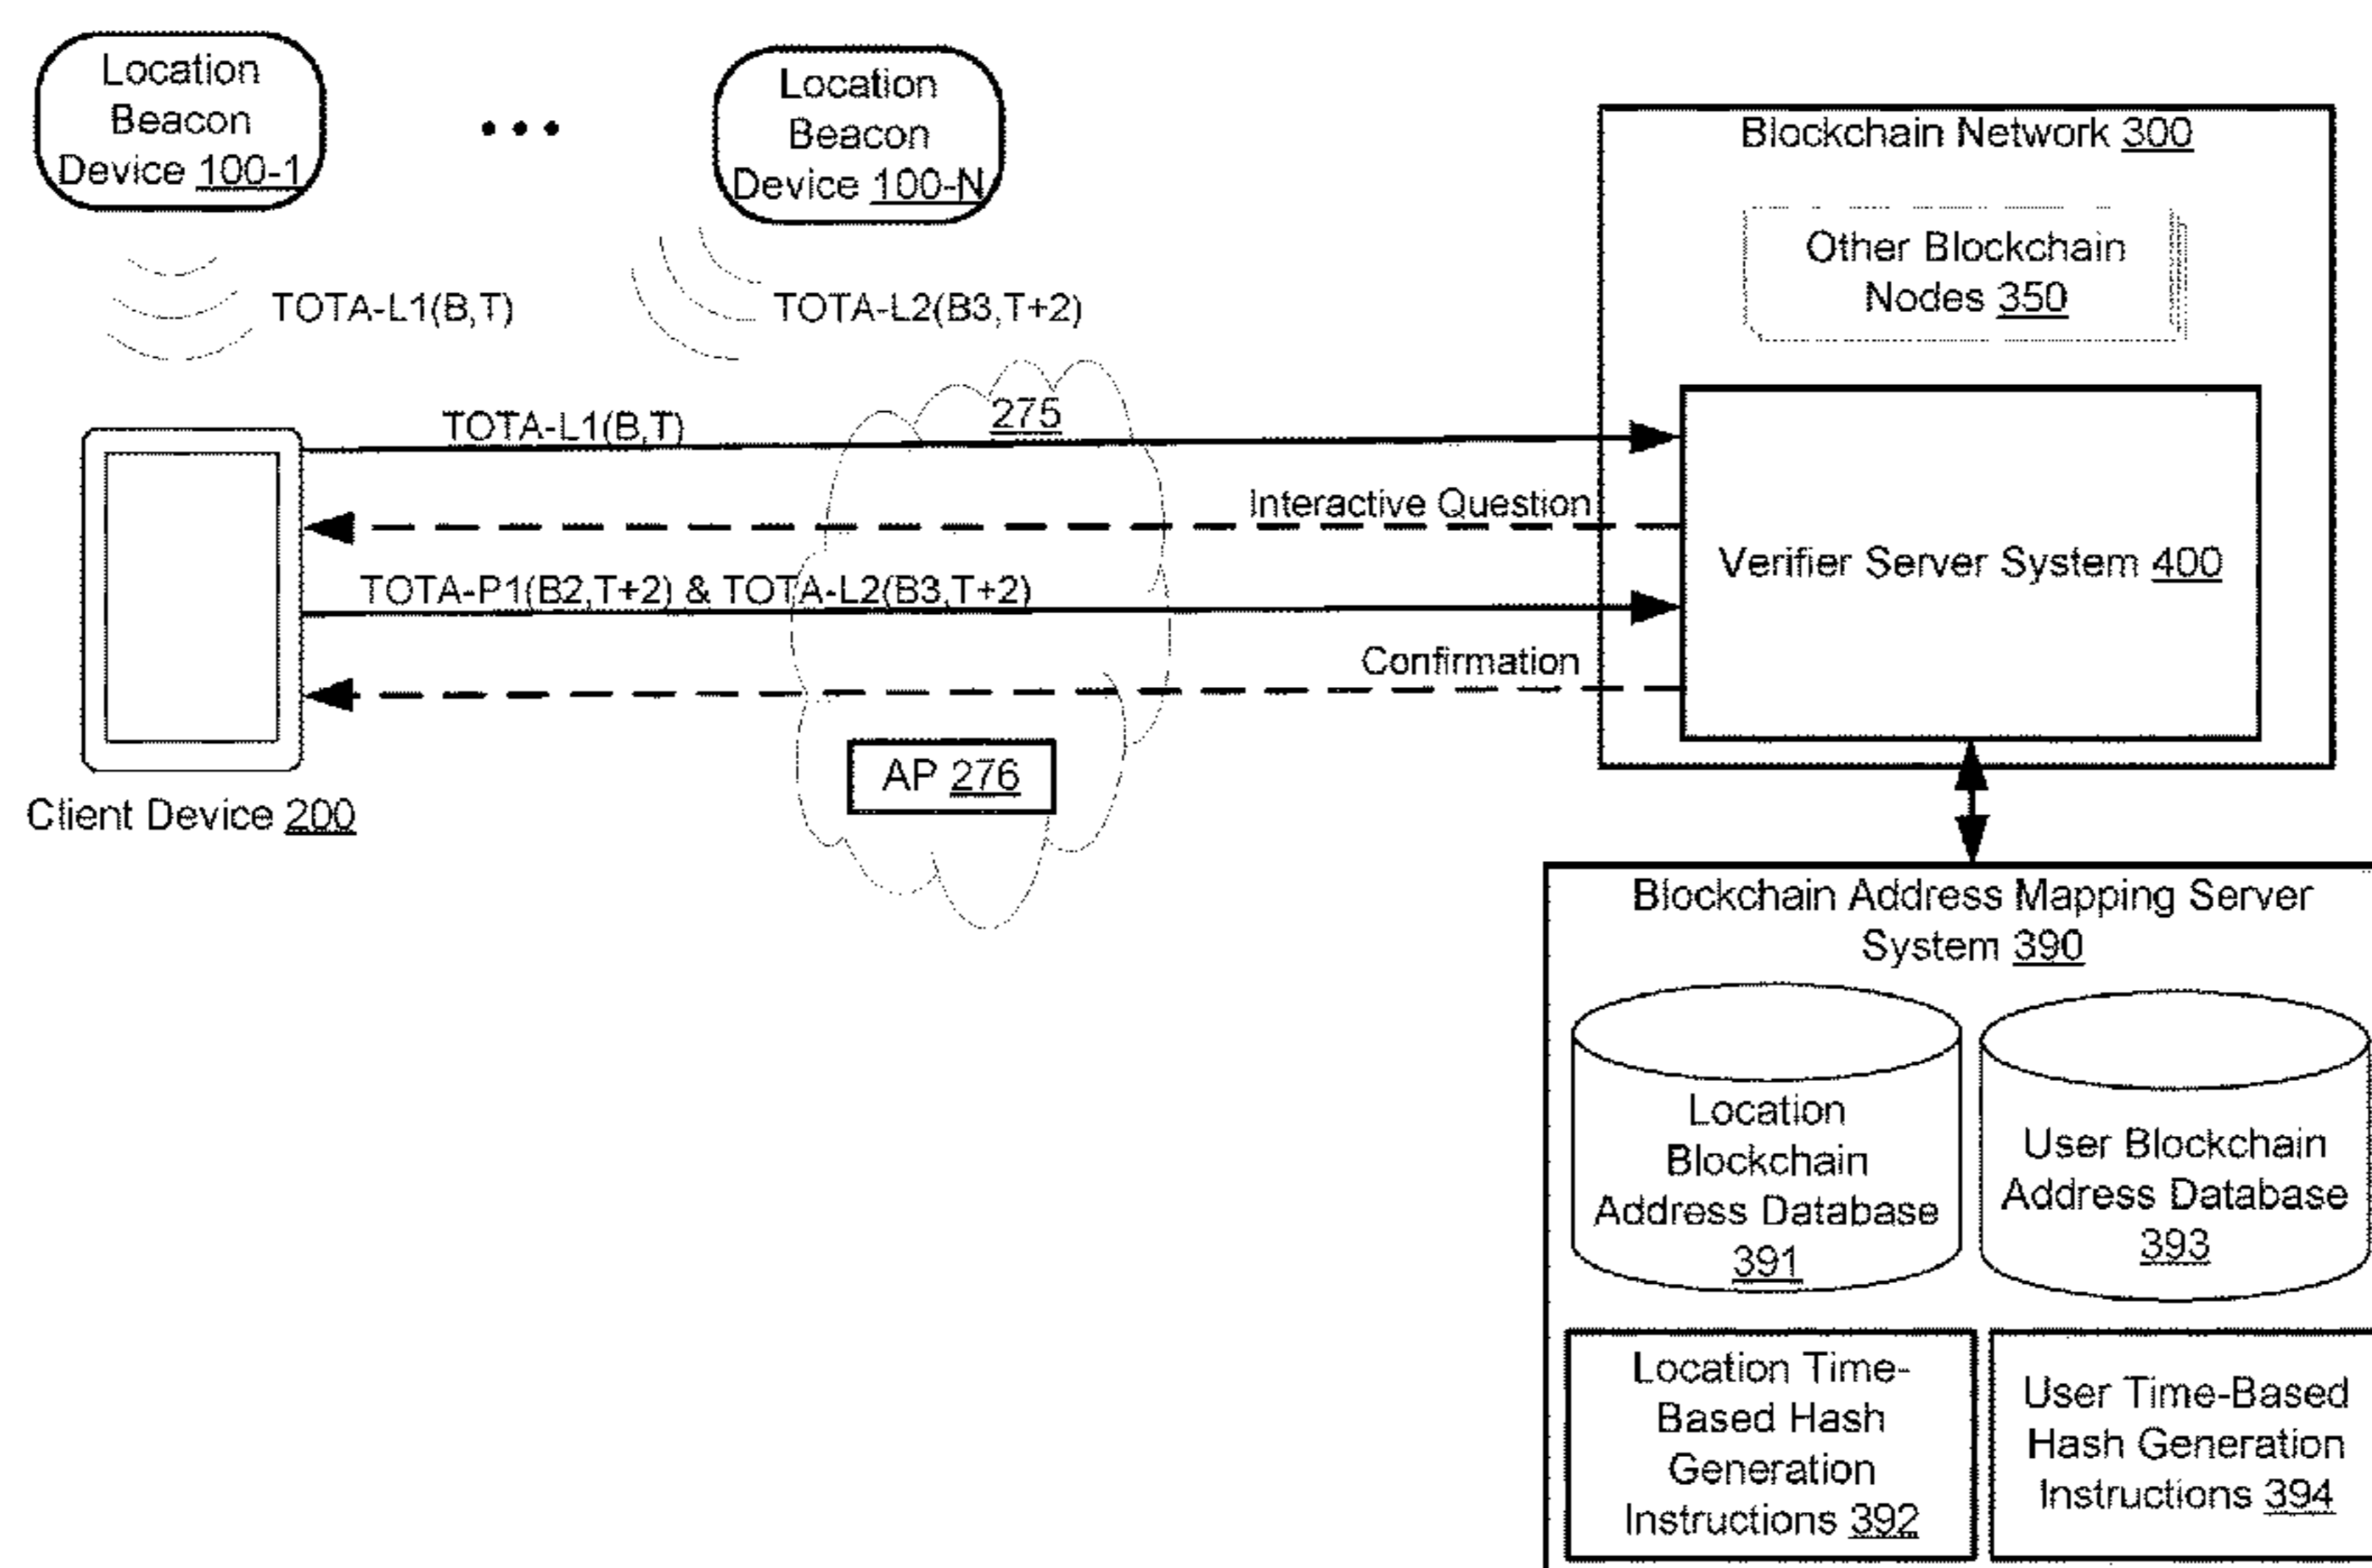 Location
Beacon
Device 100-1
Location
Beacon
Device 100-N
TOTA-L1(B,T)
TOTA-L2(B3,T+2)
Blockchain Network 300
Other Blockchain
Nodes 350
TOTA-L1(B,T)
275
Interactive Question
TOTA-P1(B2,T+2) & TOTA-L2(B3,T+2)
Confirmation
Verifier Server System 400
AP 276
Client Device 200
Blockchain Address Mapping Server
System 390
Location
Blockchain
Address Database
391
User Blockchain
Address Database
393
Location Time-
Based Hash
Generation
Instructions 392
User Time-Based
Hash Generation
Instructions 394